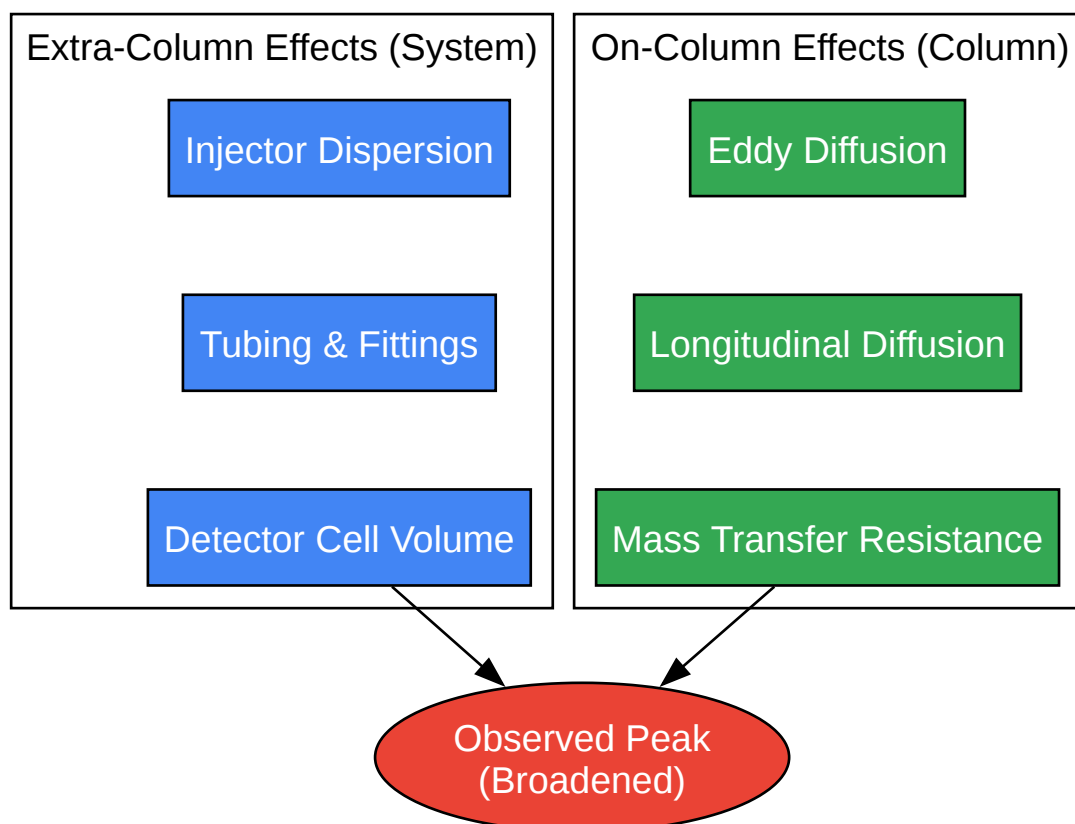 Extra-Column Effects (System)
Injector Dispersion
Tubing & Fittings
Detector Cell Volume
On-Column Effects (Column)
Eddy Diffusion
Longitudinal Diffusion
Mass Transfer Resistance
Observed Peak
(Broadened)